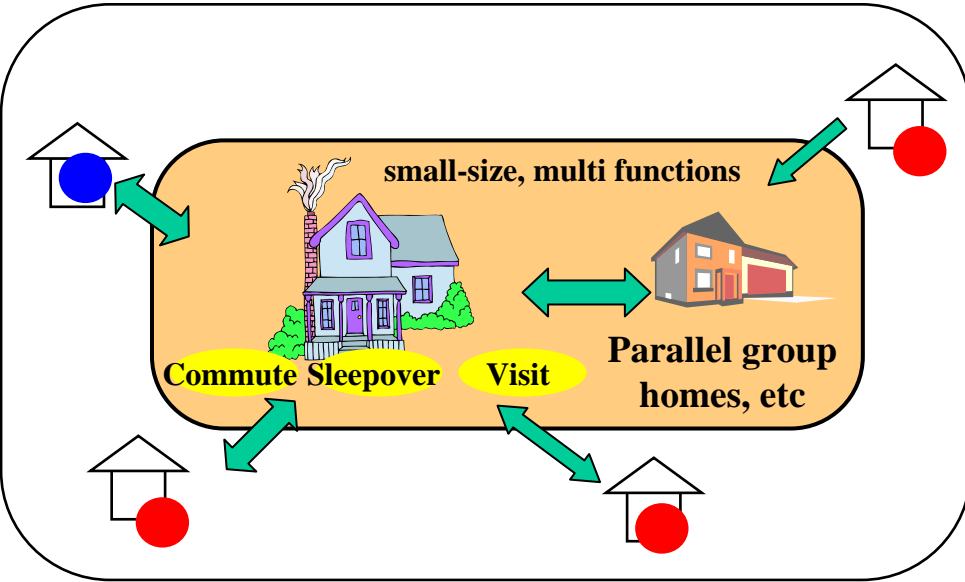 small-size, multi functions
Commute Sleepover Visit
Parallel group
homes, etc